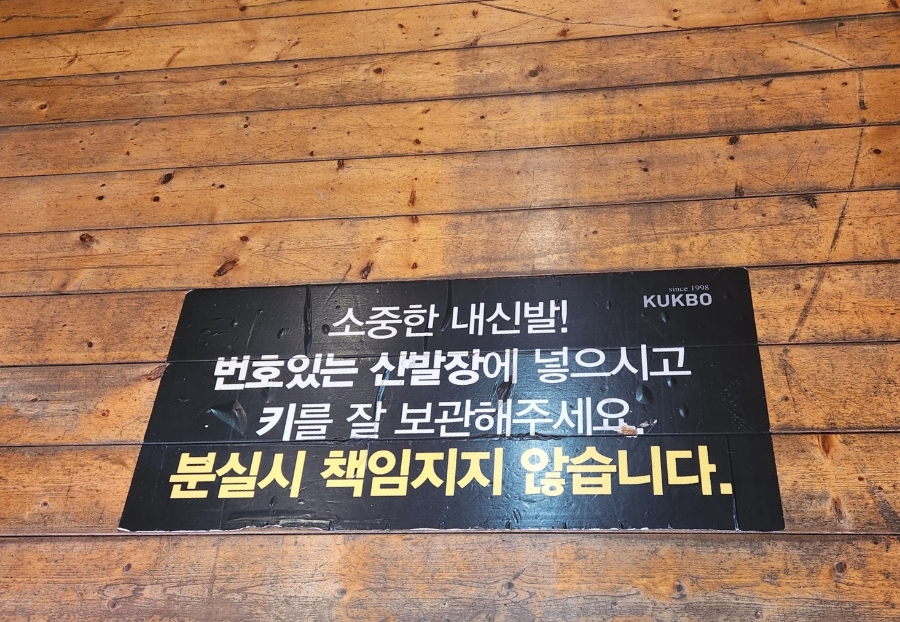 since 1998
KUKBO
소중한 내신발!
번호있는 신발장에 넣으시고
키를 잘 보관해주세요.
분실시 책임지지 않습니다.